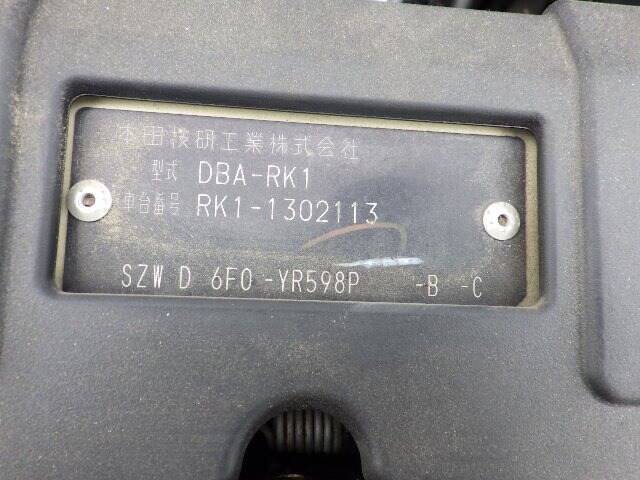 本田技研工業株式会社
型式 DBA-RK1
車台番号 RK1-1302113
SZW D 6F0 -YR598P -B -C